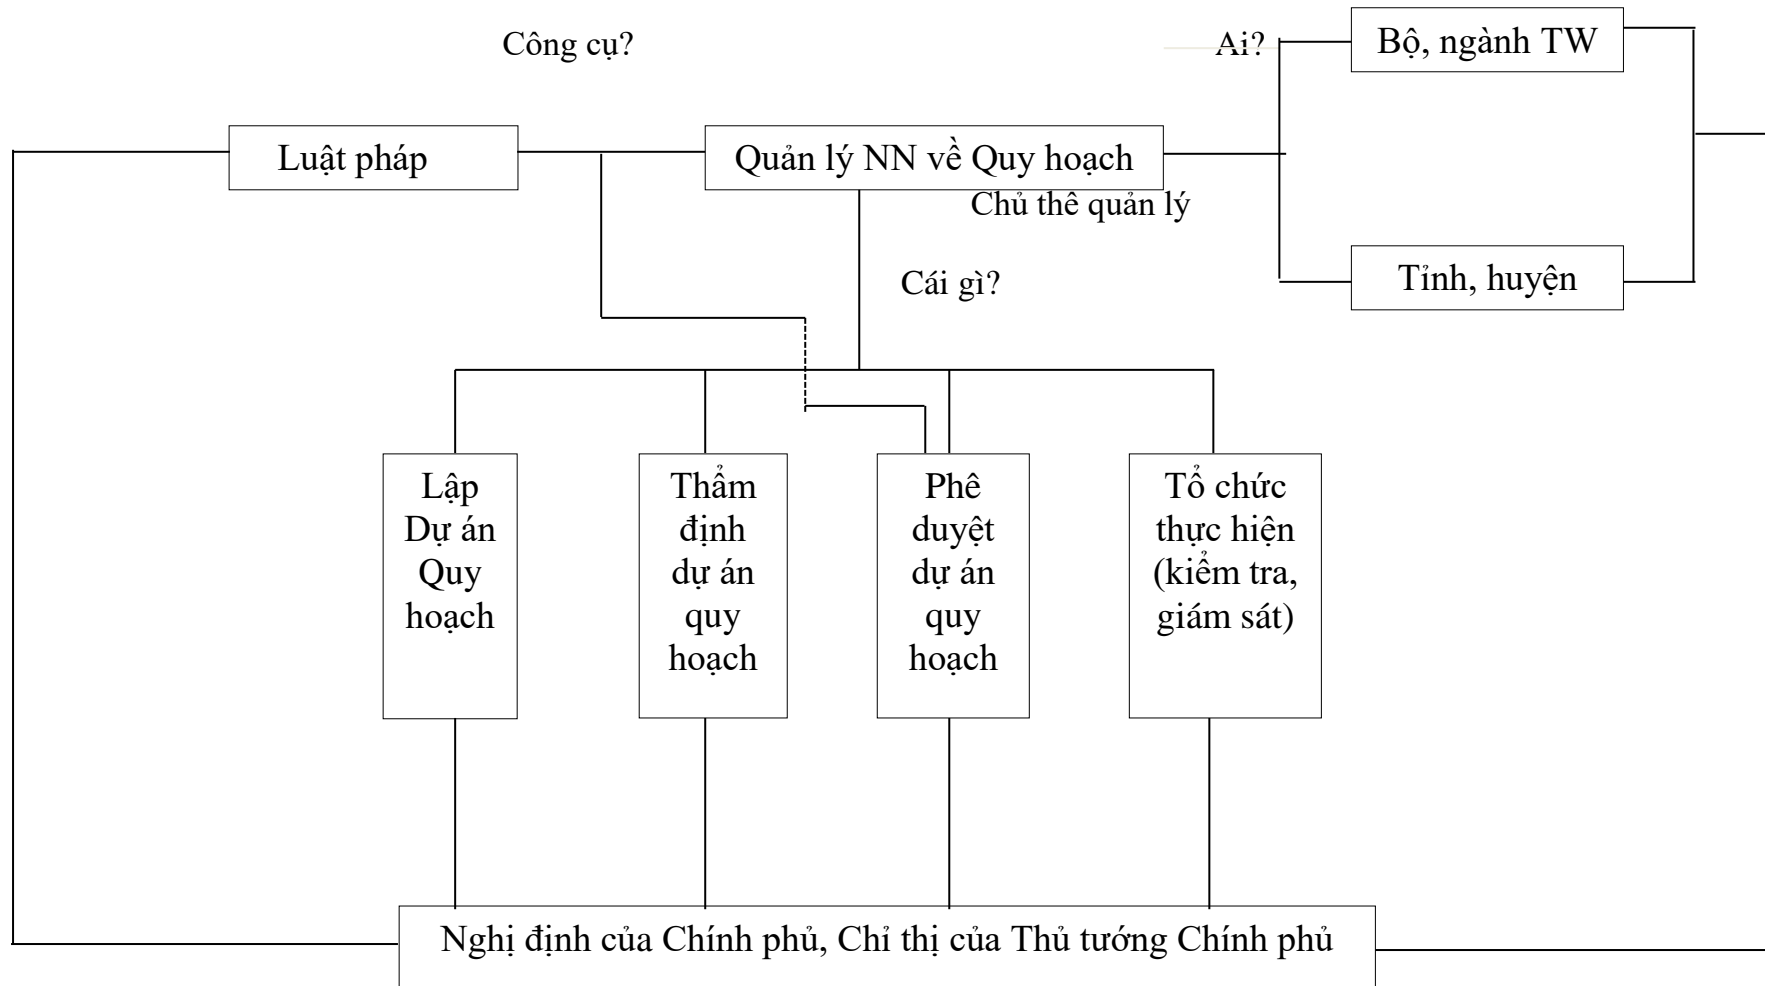 Công cụ?
Ai?
Bộ, ngành TW
Luật pháp
Quản lý NN về Quy hoạch
Chủ thê quản lý
Cái gì?
Tỉnh, huyện
Lập
Dự án
Quy
hoạch
Thẩm
định
dự án
quy
hoạch
Phê
duyệt
dự án
quy
hoạch
Tổ chức
thực hiện
(kiểm tra,
giám sát)
Nghị định của Chính phủ, Chỉ thị của Thủ tướng Chính phủ